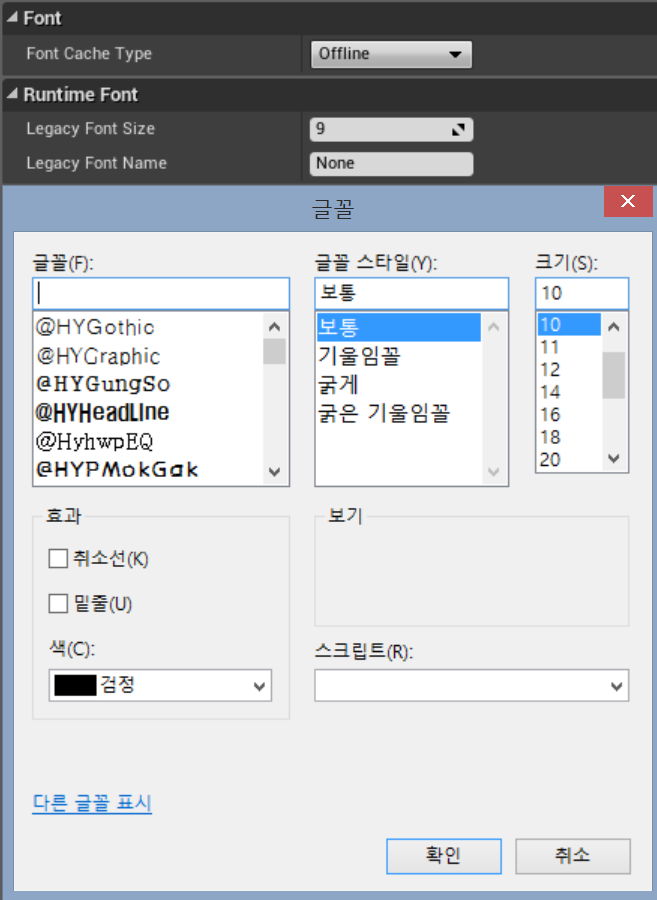 Font
Font Cache Type
Offline
Runtime Font
Legacy Font Size
9
Legacy Font Name
None
글꼴
글꼴(F):
글꼴 스타일(Y):
크기(S):
보통
10
@HYGothic
@HYGraphic
@HYGungSo
@HYHeadLine
@HyhwpEQ
@HYPMokGak
보통
기울임꼴
굵게
굵은 기울임꼴
10
11
12
14
16
18
20
효과
취소선(K)
밑줄(U)
색(C):
검정
보기
스크립트(R):
다른 글꼴 표시
확인
취소